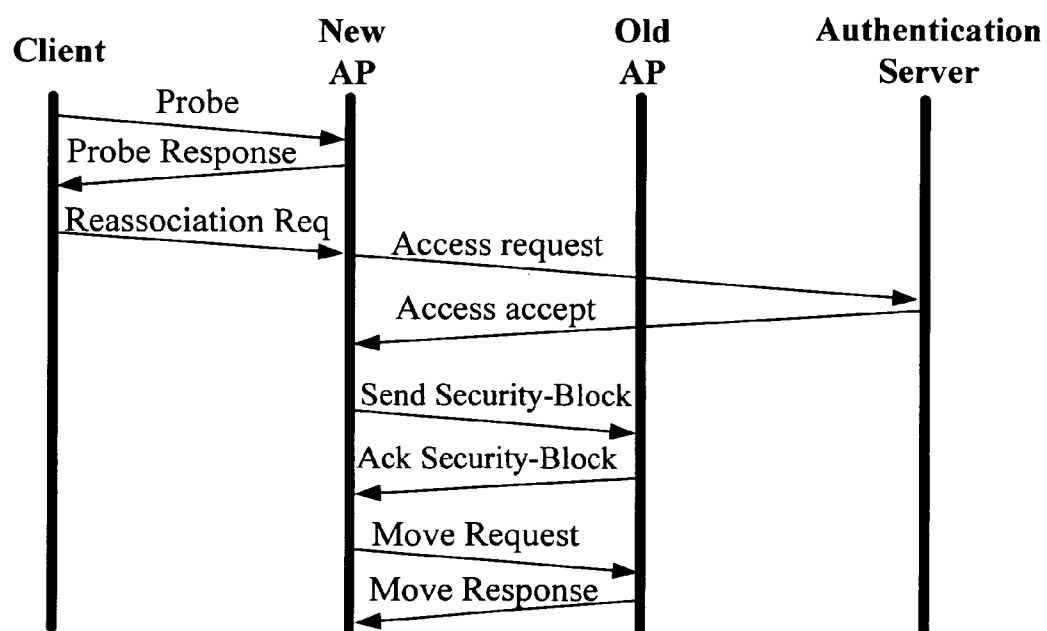 Client
New
AP
Old
AP
Authentication
Server
Probe
Probe Response
Reassociation Req
Access request
Access accept
Send Security-Block
Ack Security-Block
Move Request
Move Response